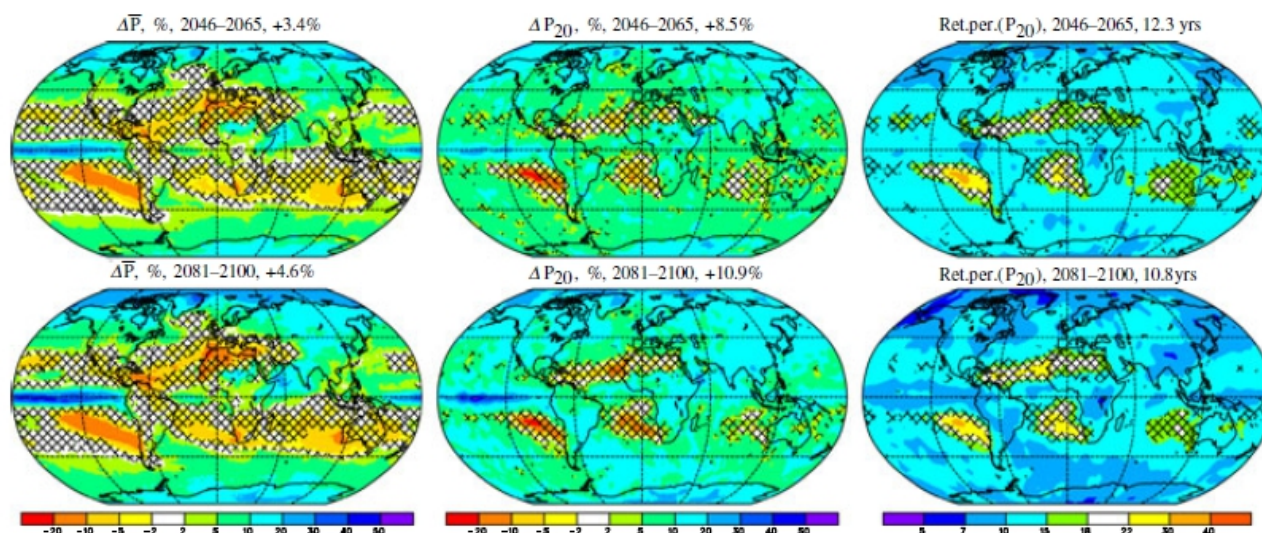 ΔP̅, %, 2046–2065, +3.4%
ΔP20, %, 2046–2065, +8.5%
Ret.per.(P20), 2046–2065, 12.3 yrs
ΔP̅, %, 2081–2100, +4.6%
ΔP20, %, 2081–2100, +10.9%
Ret.per.(P20), 2081–2100, 10.8yrs
-20 -10 -5 -2 2 5 10 20 30 40 50
-20 -10 -5 -2 2 5 10 20 30 40 50
5 7 10 15 18 22 30 40